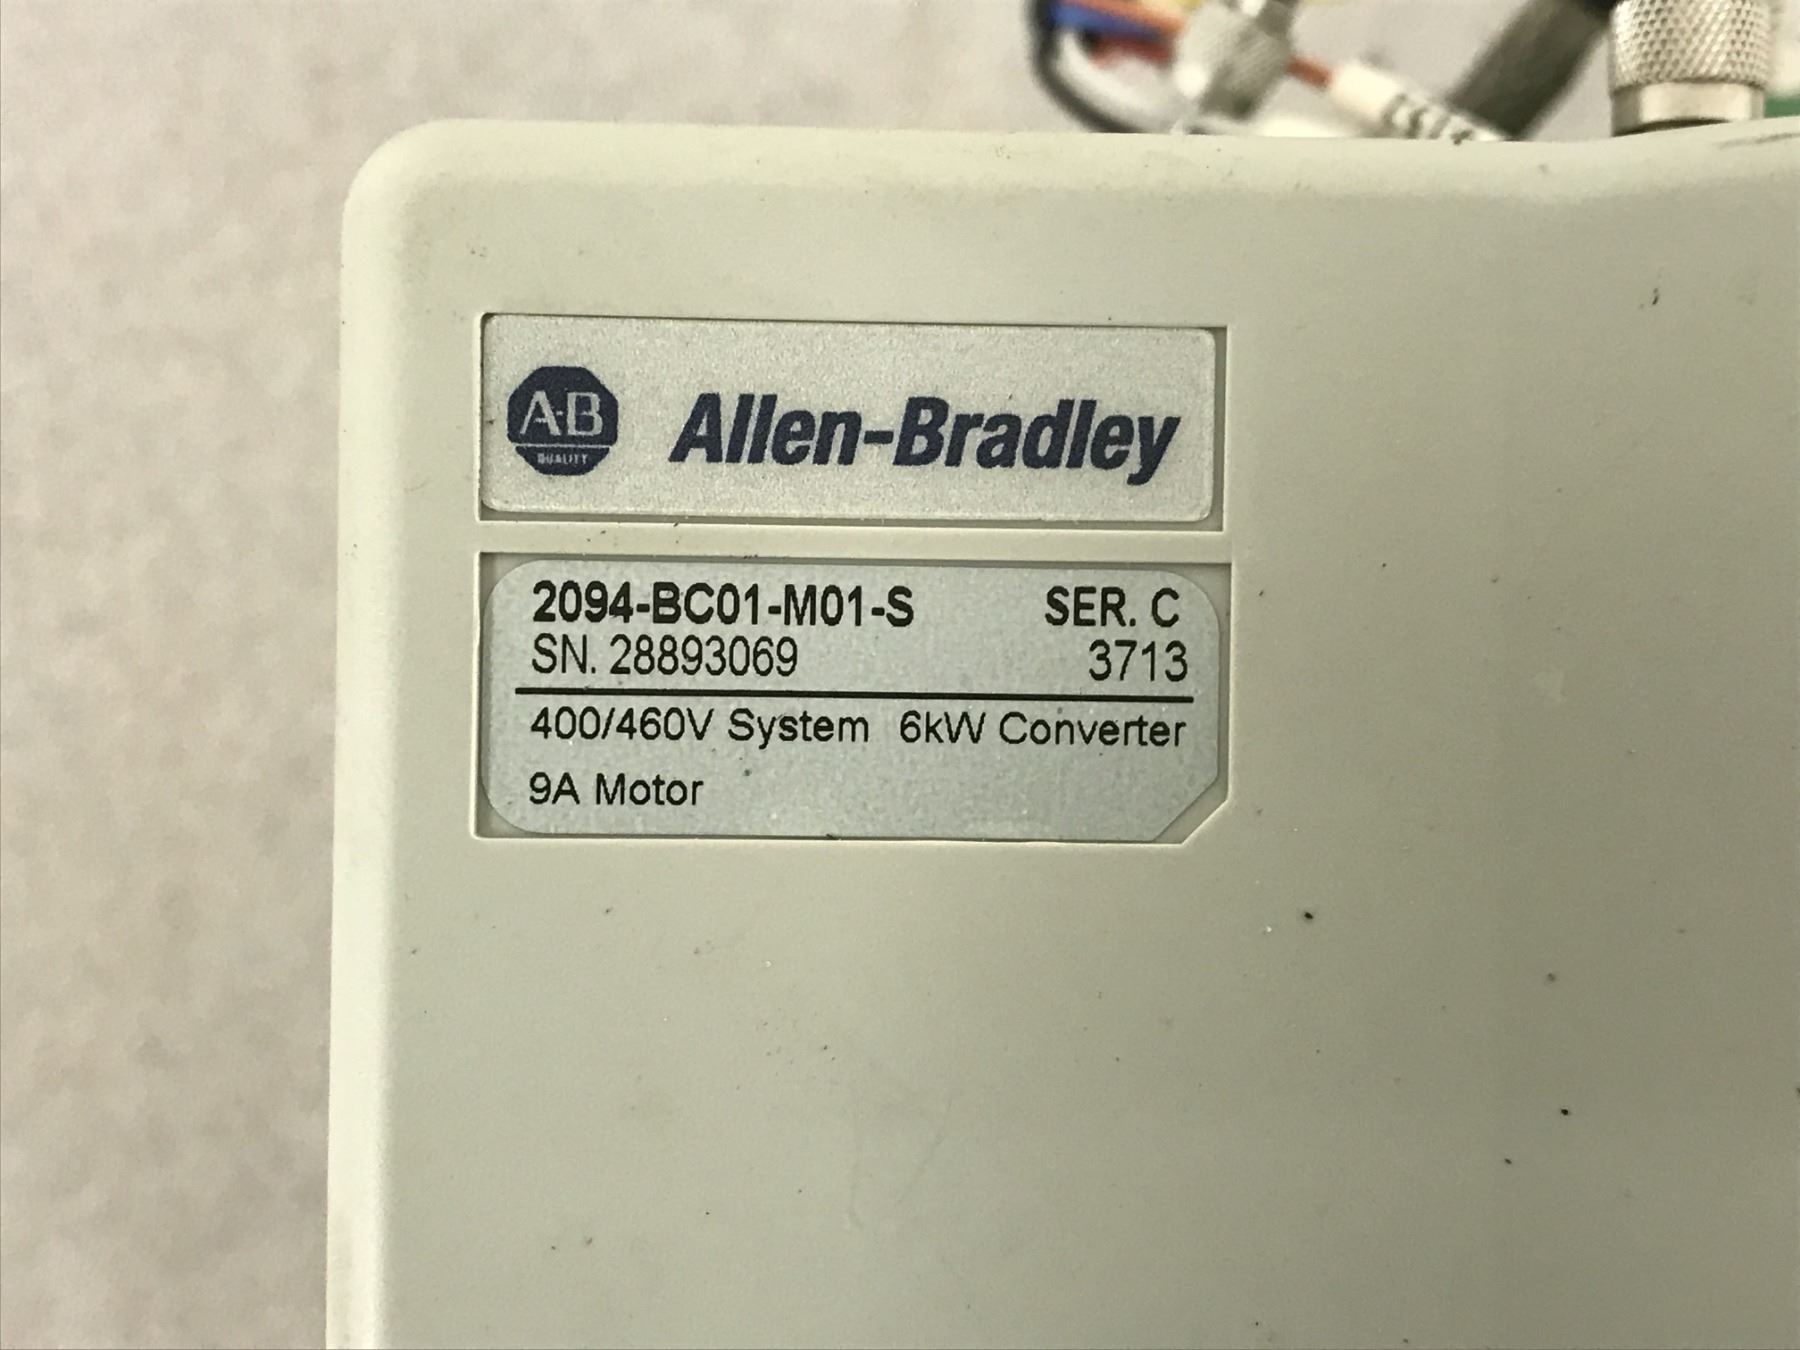 A-B
QUALITY
Allen-Bradley
2094-BC01-M01-S SER. C
SN. 28893069 3713
400/460V System 6kW Converter
9A Motor